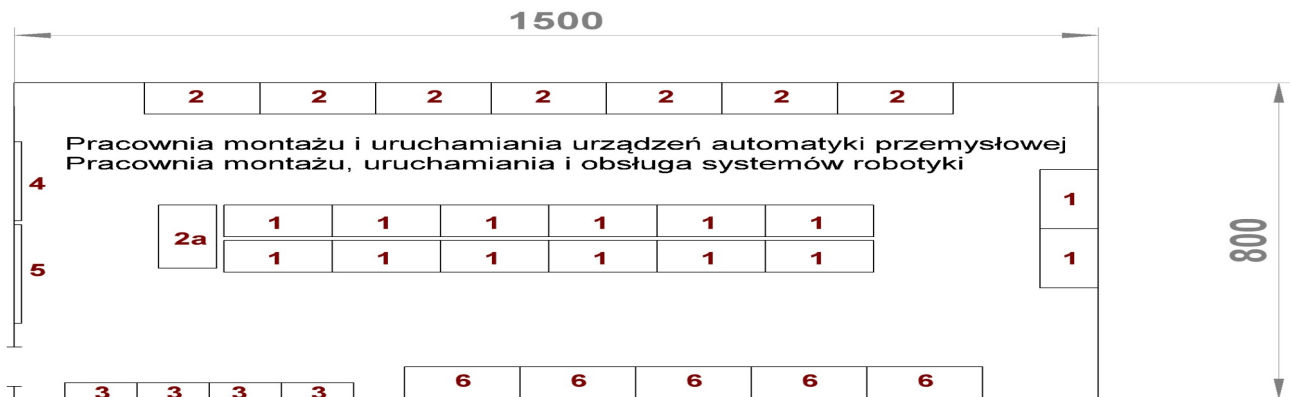 1500
2 2 2 2 2 2 2
Pracownia montażu i uruchamiania urządzeń automatyki przemysłowej
Pracownia montażu, uruchamiania i obsługa systemów robotyki
4
1
2a 1 1 1 1 1 1
800
5 1 1 1 1 1 1 1
3 3 3 3 6 6 6 6 6